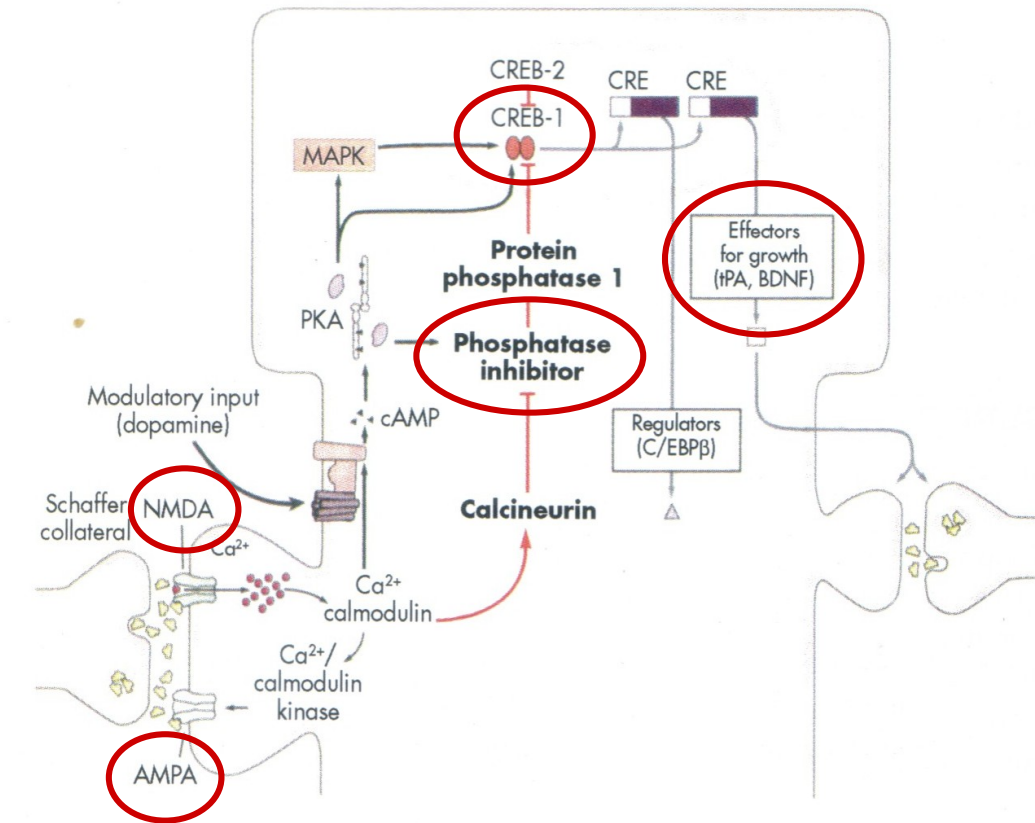 CREB-2
CREB-1
CRE
CRE
MAPK
Effectors
for growth
(tPA, BDNF)
Protein
phosphatase 1
PKA
Phosphatase
inhibitor
Modulatory input
(dopamine)
cAMP
Regulators
(C/EBPβ)
Schaffer
collateral
NMDA
Calcineurin
Ca²⁺
Ca²⁺
calmodulin
Ca²⁺/
calmodulin
kinase
AMPA